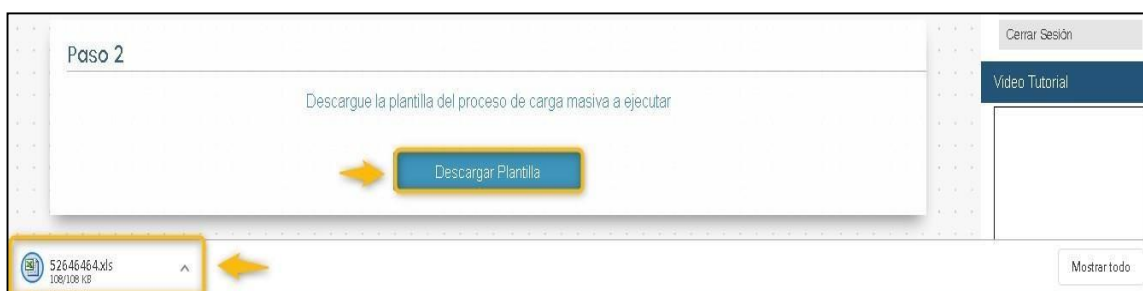 Paso 2
Descargue la plantilla del proceso de carga masiva a ejecutar
Descargar Plantilla
Cerrar Sesión
Video Tutorial
52646464.xls
108/108 KB
Mostrar todo